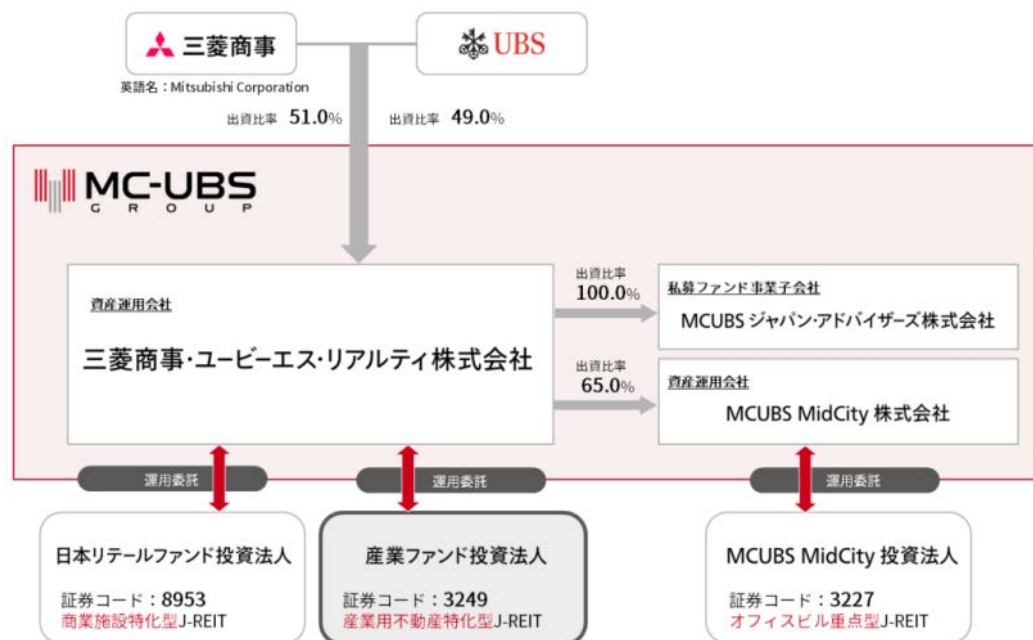 三菱商事
UBS
英語名：Mitsubishi Corporation
出資比率 51.0%
出資比率 49.0%
MC-UBS
GROUP
資産運用会社
三菱商事・ユービーエス・リアルティ株式会社
出資比率
100.0%
私募ファンド事業子会社
MCUBS ジャパン・アドバイザーズ株式会社
出資比率
65.0%
資産運用会社
MCUBS MidCity 株式会社
運用委託
運用委託
運用委託
日本リテールファンド投資法人
証券コード：8953
商業施設特化型J-REIT
産業ファンド投資法人
証券コード：3249
産業用不動産特化型J-REIT
MCUBS MidCity 投資法人
証券コード：3227
オフィスビル重点型J-REIT